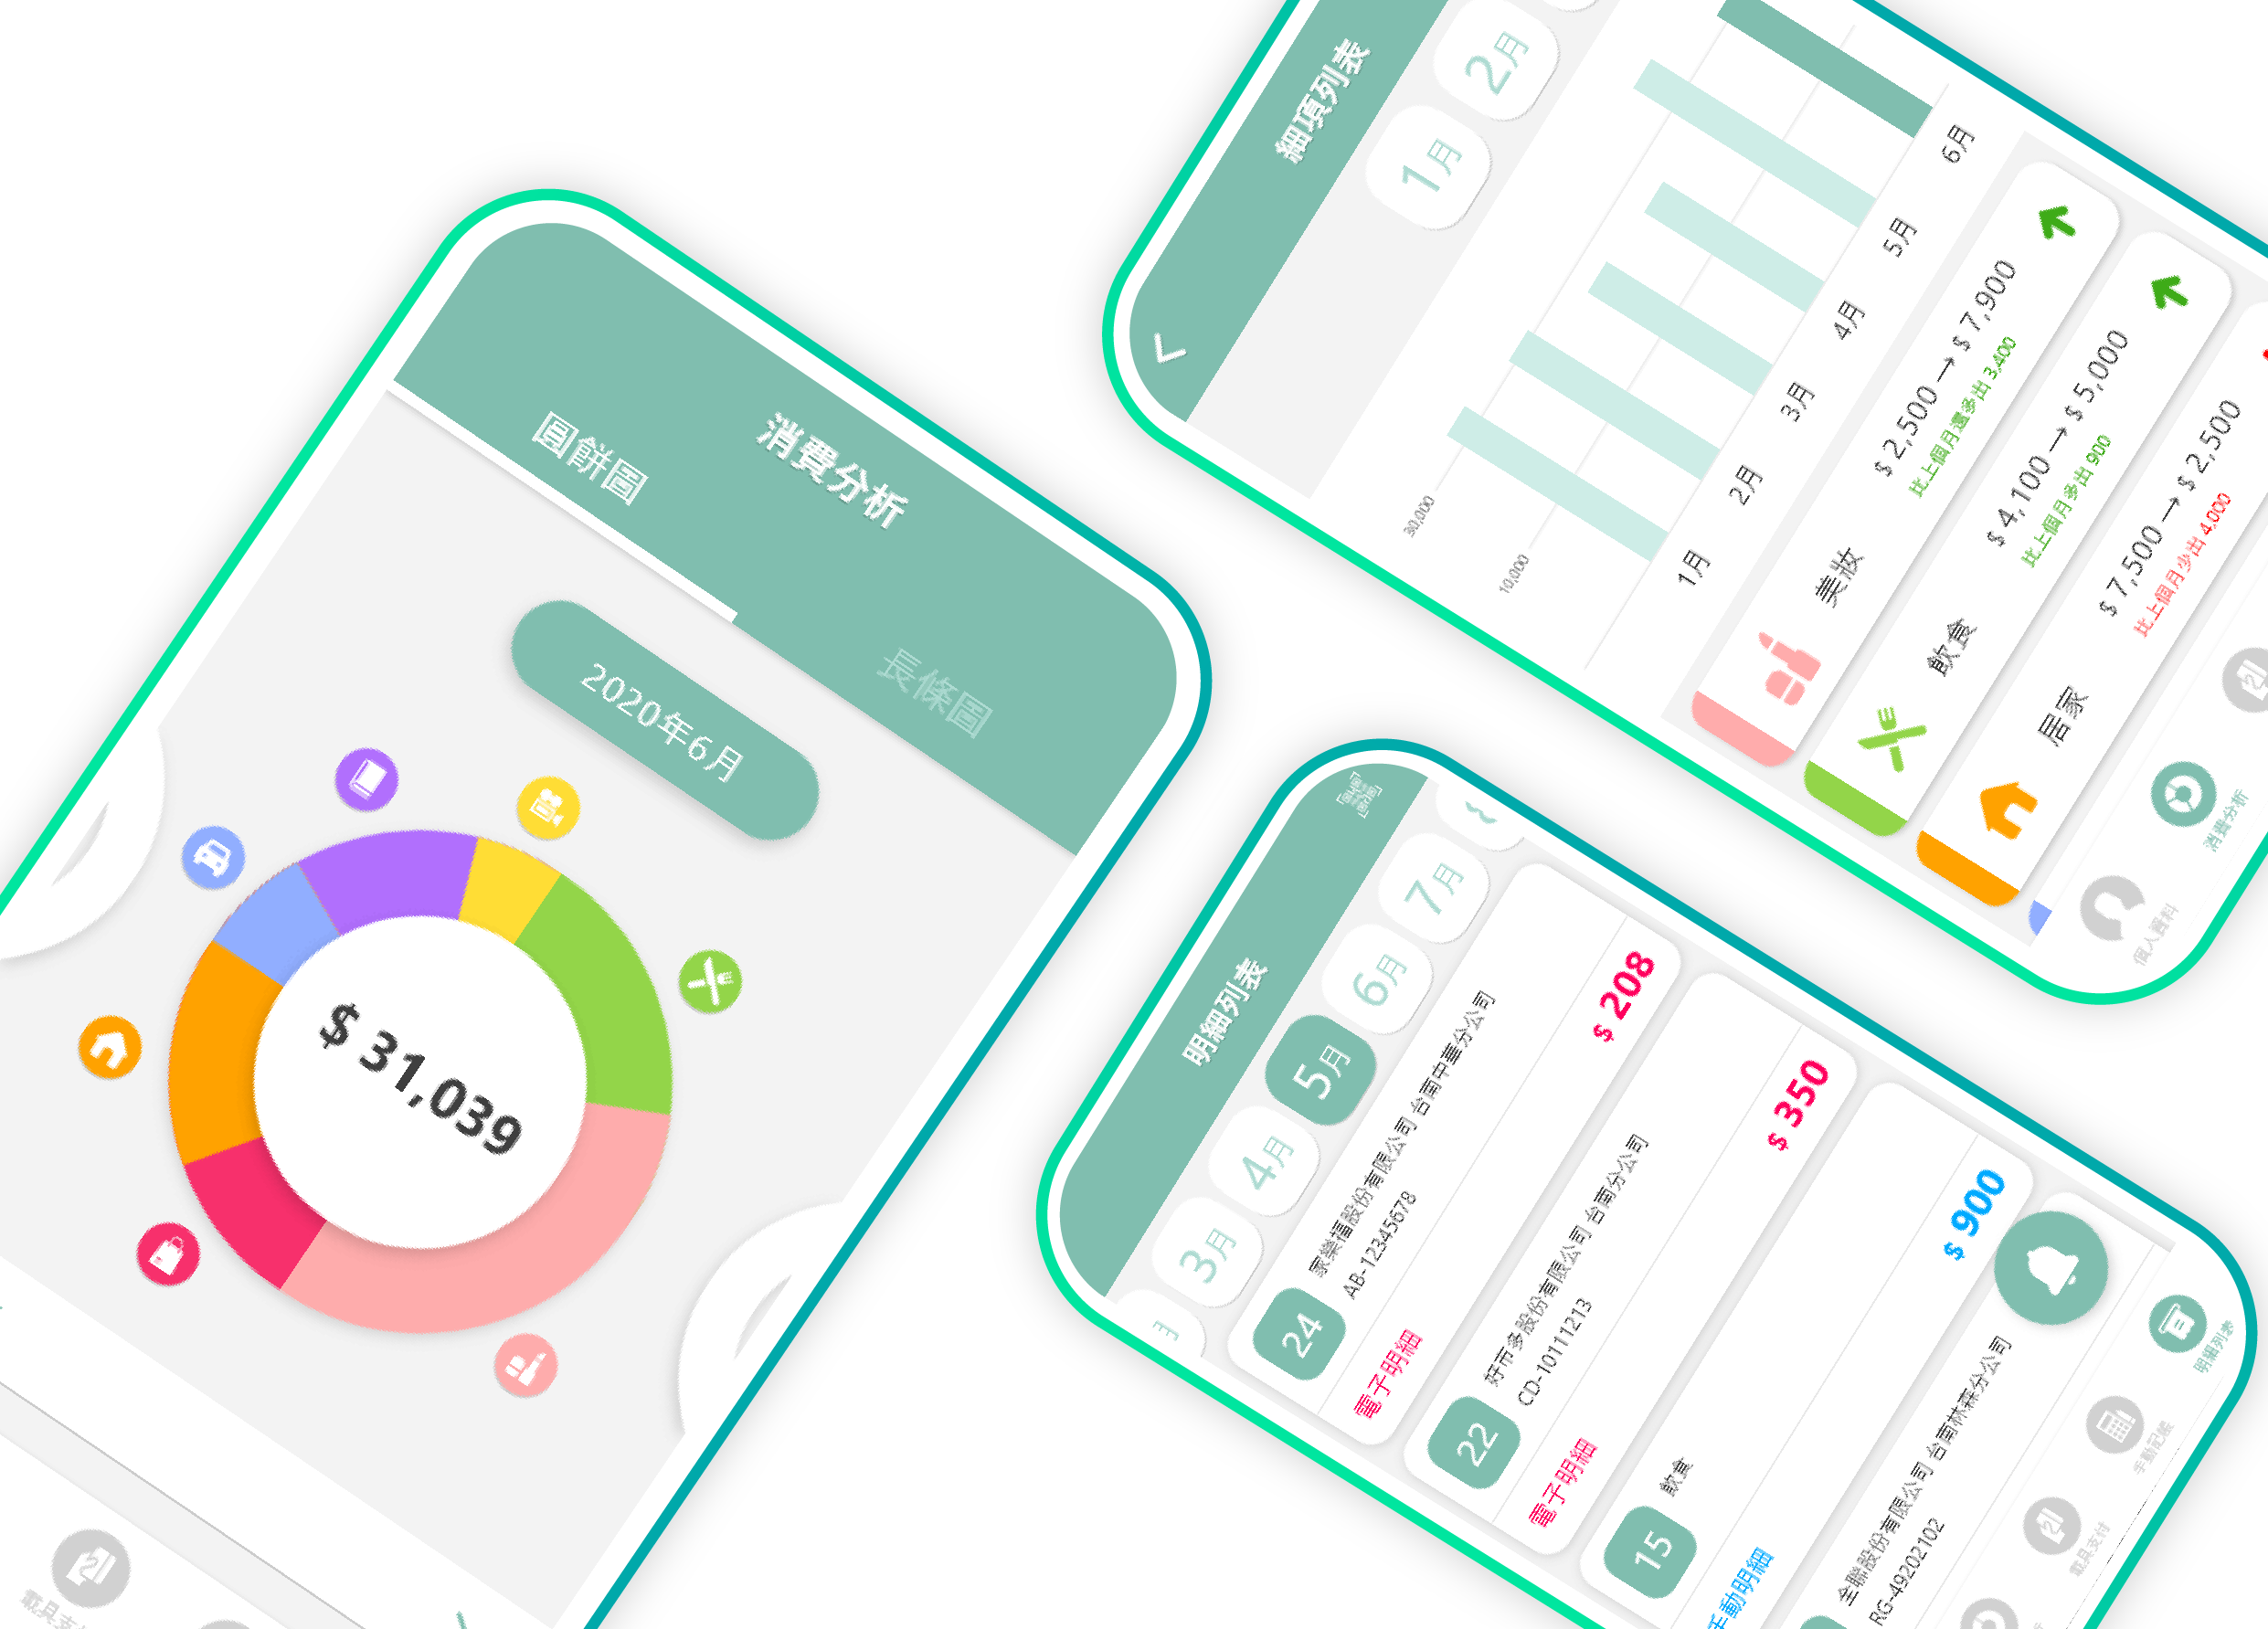 消費分析
圓餅圖
長條圖
2020年6月
$ 31,039
細項列表
1月
2月
30,000
10,000
1月
2月
3月
4月
5月
6月
美妝
$ 2,500 → $ 7,900
比上個月還多出 3,400
飲食
$ 4,100 → $ 5,000
比上個月多出 900
居家
$ 7,500 → $ 2,500
比上個月少出 4,000
消費分析
個人資料
明細列表
3月
4月
5月
6月
7月
24
家樂福股份有限公司 台南中華分公司
AB-12345678
電子明細
$ 208
22
好市多股份有限公司 台南分公司
CD-10111213
電子明細
$ 350
15
飲食
手動明細
$ 900
全聯股份有限公司 台南林森分公司
RG-49202102
明細列表
手動記帳
載具支付